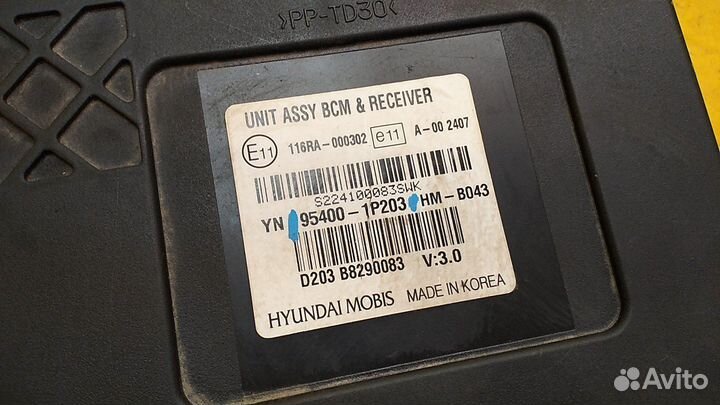 >PP-TD30<
UNIT ASSY BCM & RECEIVER
E11 116RA-000302 e11 A-00 2407
S224100083SWK
YN 95400-1P203 HM-B043
D203 B8290083 V:3.0
HYUNDAI MOBIS MADE IN KOREA
Avito